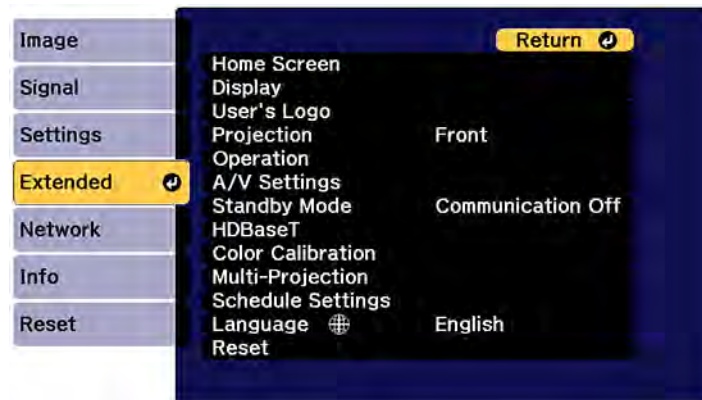 Image
Signal
Settings
Extended
Network
Info
Reset
Return
Home Screen
Display
User's Logo
Projection Front
Operation
A/V Settings
Standby Mode Communication Off
HDBaseT
Color Calibration
Multi-Projection
Schedule Settings
Language English
Reset